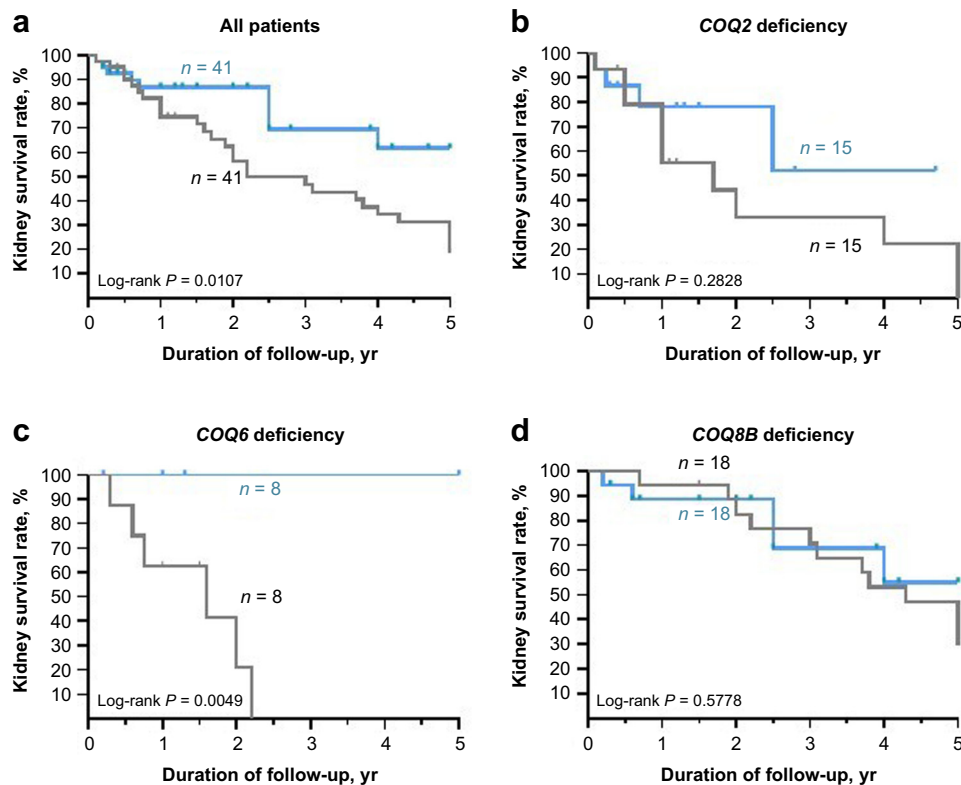 a
All patients
Kidney survival rate, %
100
90
80
70
60
50
40
30
20
10
n = 41
n = 41
Log-rank P = 0.0107
0 1 2 3 4 5
Duration of follow-up, yr
b
COQ2 deficiency
Kidney survival rate, %
100
90
80
70
60
50
40
30
20
10
n = 15
n = 15
Log-rank P = 0.2828
0 1 2 3 4 5
Duration of follow-up, yr
c
COQ6 deficiency
Kidney survival rate, %
100
90
80
70
60
50
40
30
20
10
n = 8
n = 8
Log-rank P = 0.0049
0 1 2 3 4 5
Duration of follow-up, yr
d
COQ8B deficiency
Kidney survival rate, %
100
90
80
70
60
50
40
30
20
10
n = 18
n = 18
Log-rank P = 0.5778
0 1 2 3 4 5
Duration of follow-up, yr